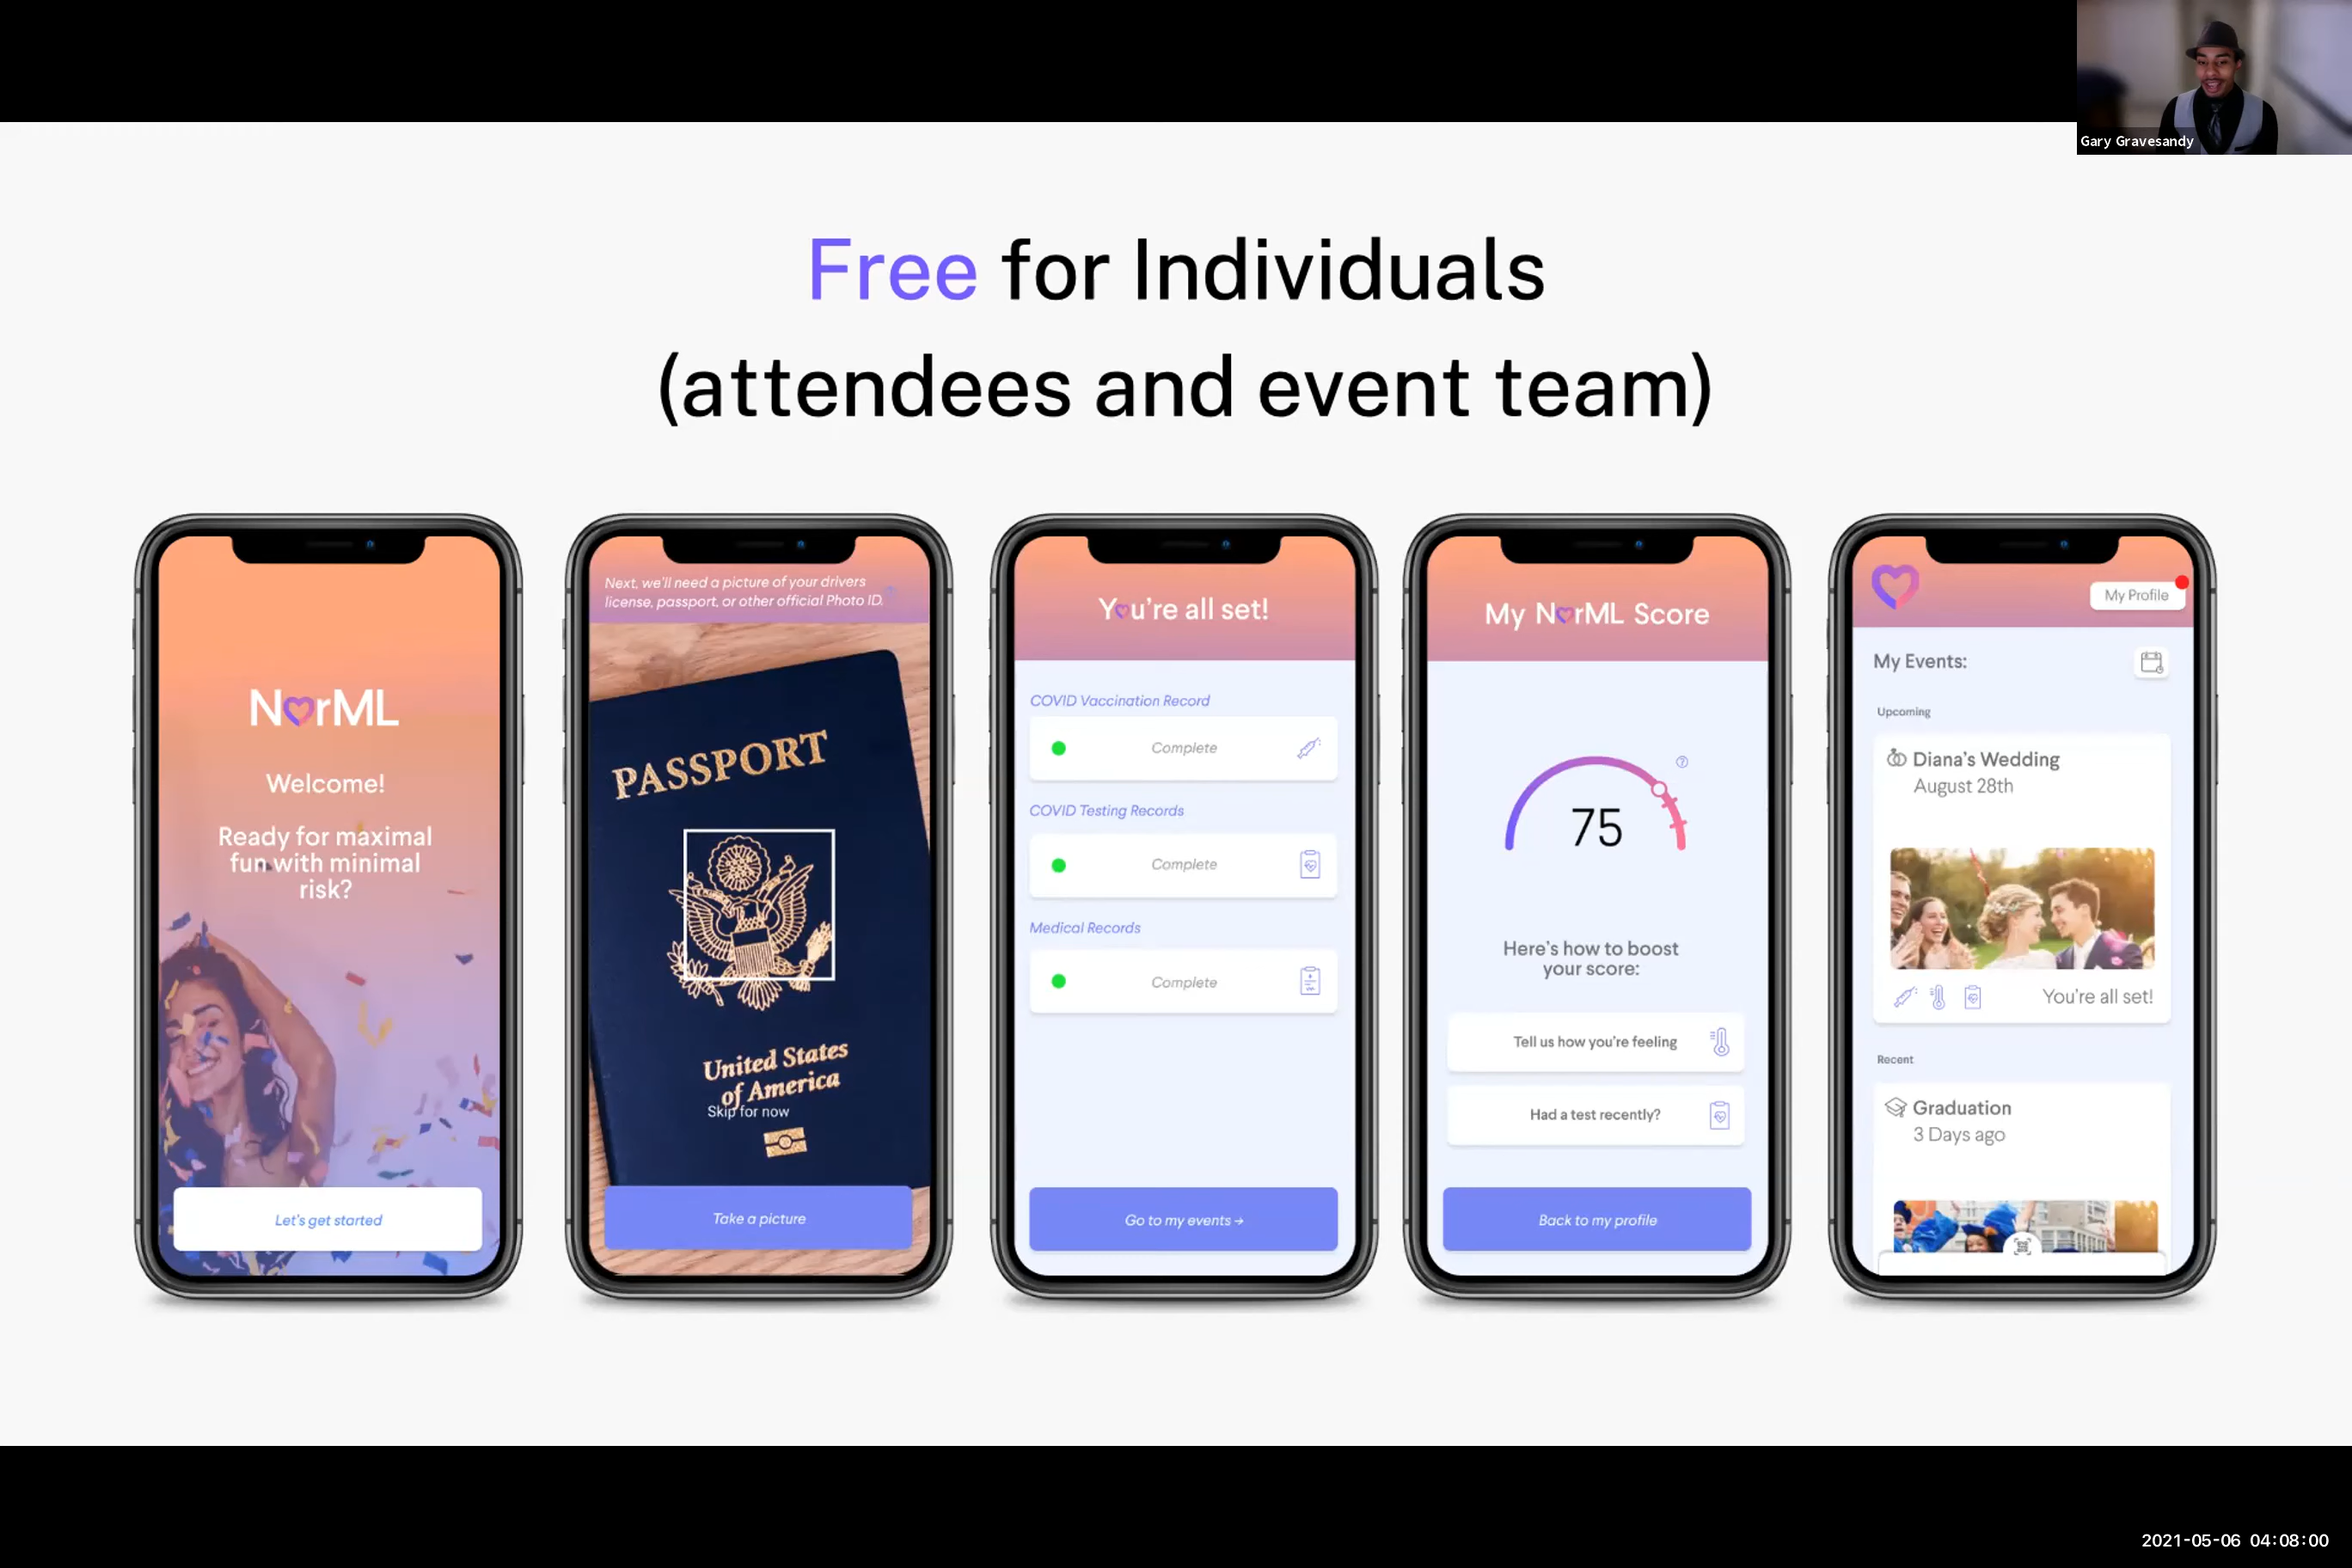 Gary Gravesandy
Free for Individuals
(attendees and event team)
NorML
Welcome!
Ready for maximal
fun with minimal
risk?
Let's get started
Next, we'll need a picture of your drivers
license, passport, or other official Photo ID.
PASSPORT
United States
of America
Skip for now
Take a picture
You're all set!
COVID Vaccination Record
Complete
COVID Testing Records
Complete
Medical Records
Complete
Go to my events →
My NorML Score
?
75
Here's how to boost
your score:
Tell us how you're feeling
Had a test recently?
Back to my profile
My Profile
My Events:
Upcoming
Diana's Wedding
August 28th
You're all set!
Recent
Graduation
3 Days ago
2021-05-06 04:08:00